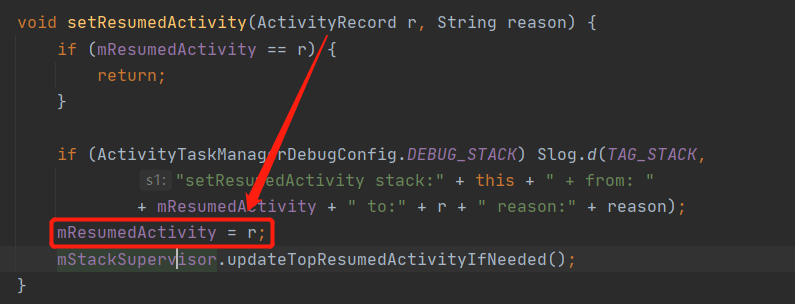 void setResumedActivity(ActivityRecord r, String reason) {
if (mResumedActivity == r) {
return;
}
if (ActivityTaskManagerDebugConfig.DEBUG_STACK) Slog.d(TAG_STACK,
s1: "setResumedActivity stack:" + this + " + from: "
+ mResumedActivity + " to:" + r + " reason:" + reason);
mResumedActivity = r;
mStackSupervisor.updateTopResumedActivityIfNeeded();
}